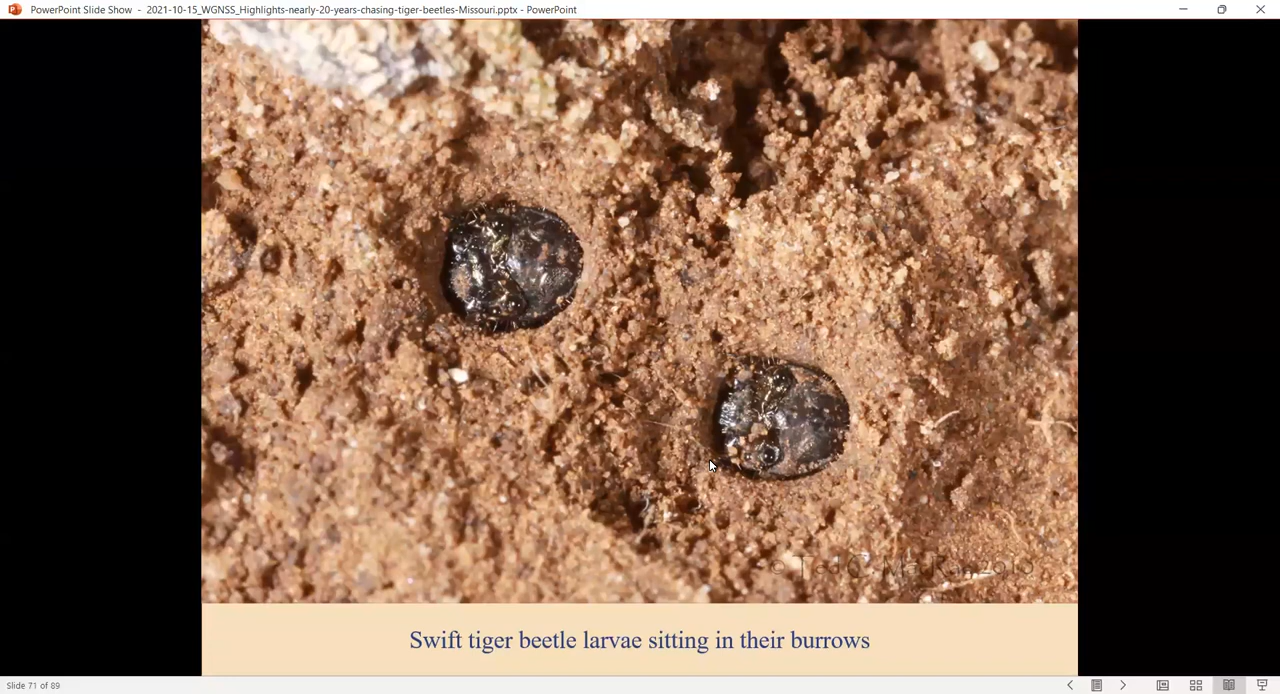 PowerPoint Slide Show - 2021-10-15_WGNSS_Highlights-nearly-20-years-chasing-tiger-beetles-Missouri.pptx - PowerPoint
Swift tiger beetle larvae sitting in their burrows
Slide 71 of 89